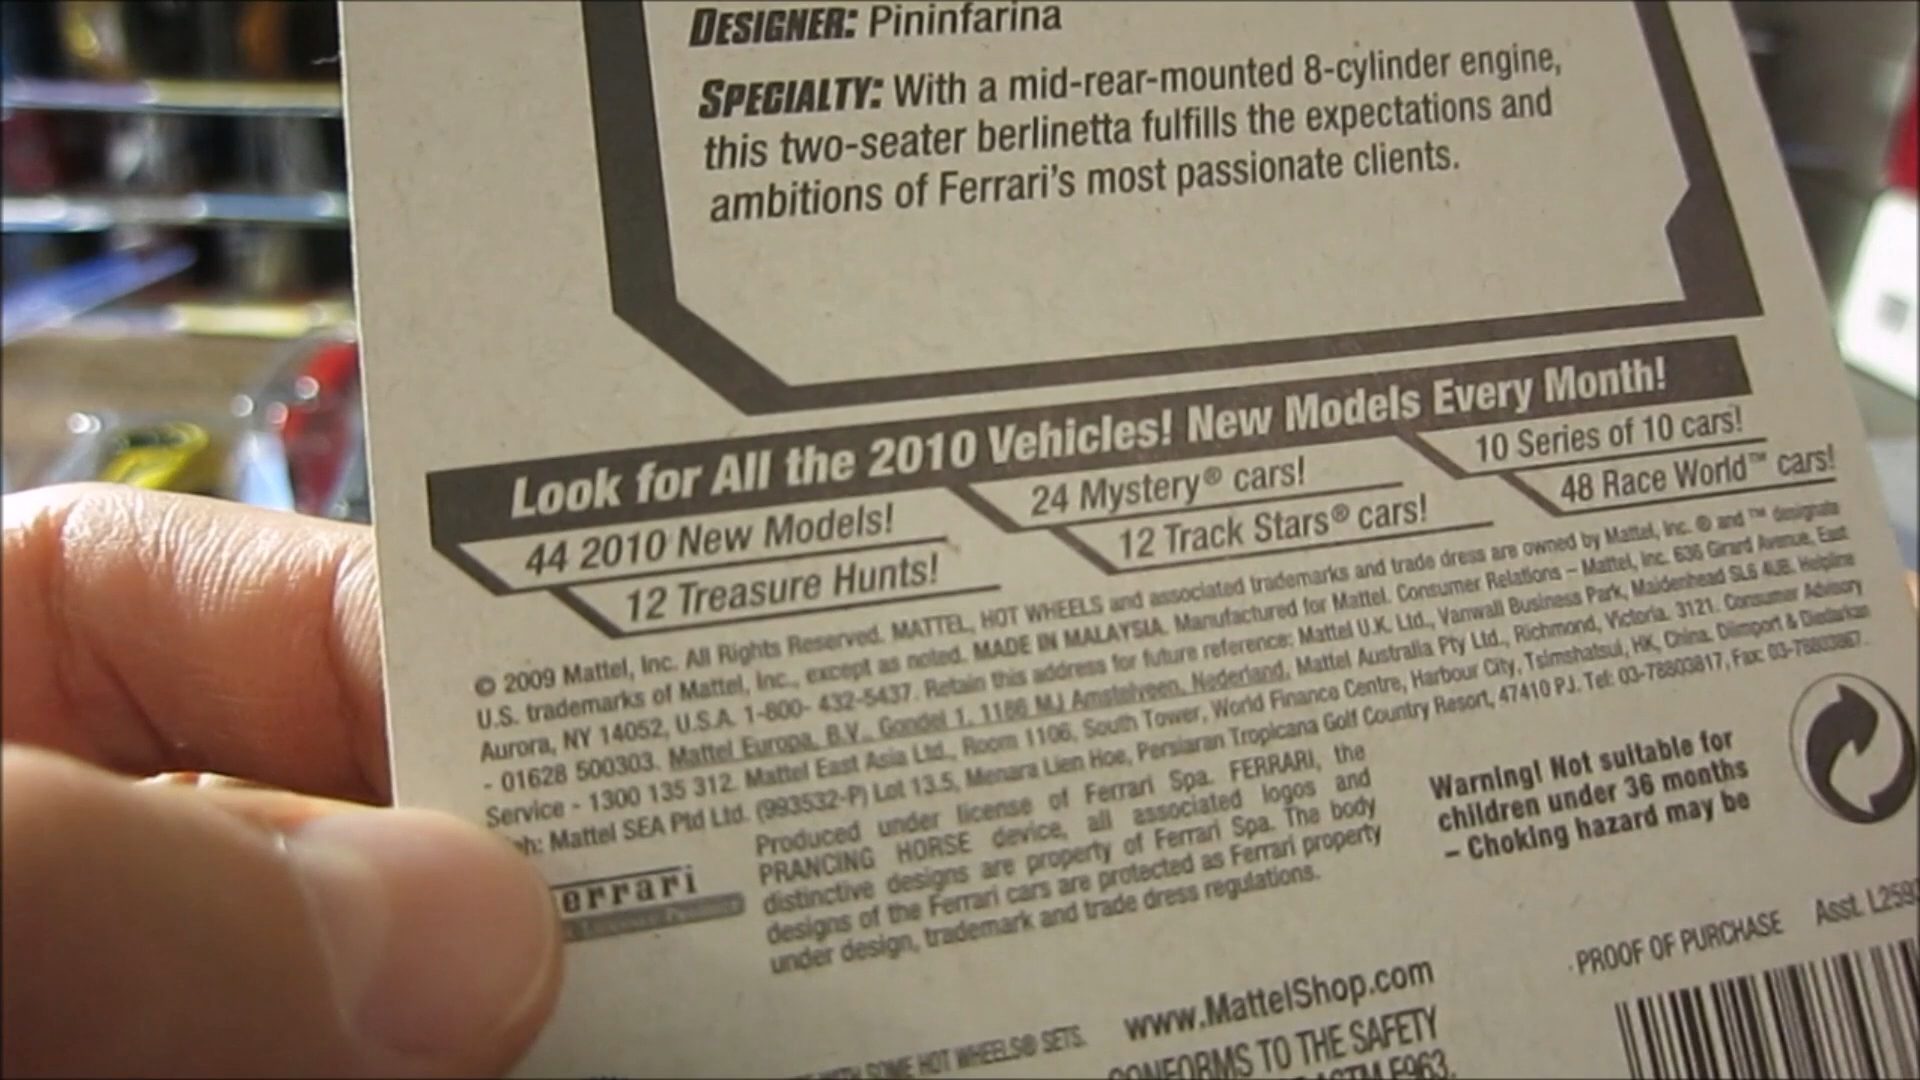 DESIGNER: Pininfarina
SPECIALTY: With a mid-rear-mounted 8-cylinder engine,
this two-seater berlinetta fulfills the expectations and
ambitions of Ferrari's most passionate clients.
Look for All the 2010 Vehicles! New Models Every Month!
44 2010 New Models!
12 Treasure Hunts!
24 Mystery® cars!
12 Track Stars® cars!
10 Series of 10 cars!
48 Race World™ cars!
© 2009 Mattel, Inc. All Rights Reserved. MATTEL, HOT WHEELS and associated trademarks and trade dress are owned by Mattel, Inc. ® and ™ designate
U.S. trademarks of Mattel, Inc., except as noted. MADE IN MALAYSIA. Manufactured for Mattel. Consumer Relations – Mattel, Inc. 636 Girard Avenue, East
Aurora, NY 14052, U.S.A. 1-800- 432-5437. Retain this address for future reference: Mattel U.K. Ltd., Vanwall Business Park, Maidenhead SL6 4UB. Helpline
- 01628 500303. Mattel Europa, B.V., Gondel 1, 1186 MJ Amstelveen, Nederland, Mattel Australia Pty Ltd., Richmond, Victoria. 3121. Consumer Advisory
Service - 1300 135 312. Mattel East Asia Ltd., Room 1106, South Tower, World Finance Centre, Harbour City, Tsimshatsui, HK, China. Diimport & Diedarkan
Mattel SEA Ptd Ltd. (993532-P) Lot 13.5, Menara Lien Hoe, Persiaran Tropicana Golf Country Resort, 47410 PJ. Tel: 03-78803817, Fax: 03-78803867.
errari
Produced under license of Ferrari Spa. FERRARI, the
PRANCING HORSE device, all associated logos and
distinctive designs are property of Ferrari Spa. The body
designs of the Ferrari cars are protected as Ferrari property
under design, trademark and trade dress regulations.
Warning! Not suitable for
children under 36 months
– Choking hazard may be
PROOF OF PURCHASE Asst. L259
www.MattelShop.com
WITH SOME HOT WHEELS® SETS.
CONFORMS TO THE SAFETY
ASTM F963.